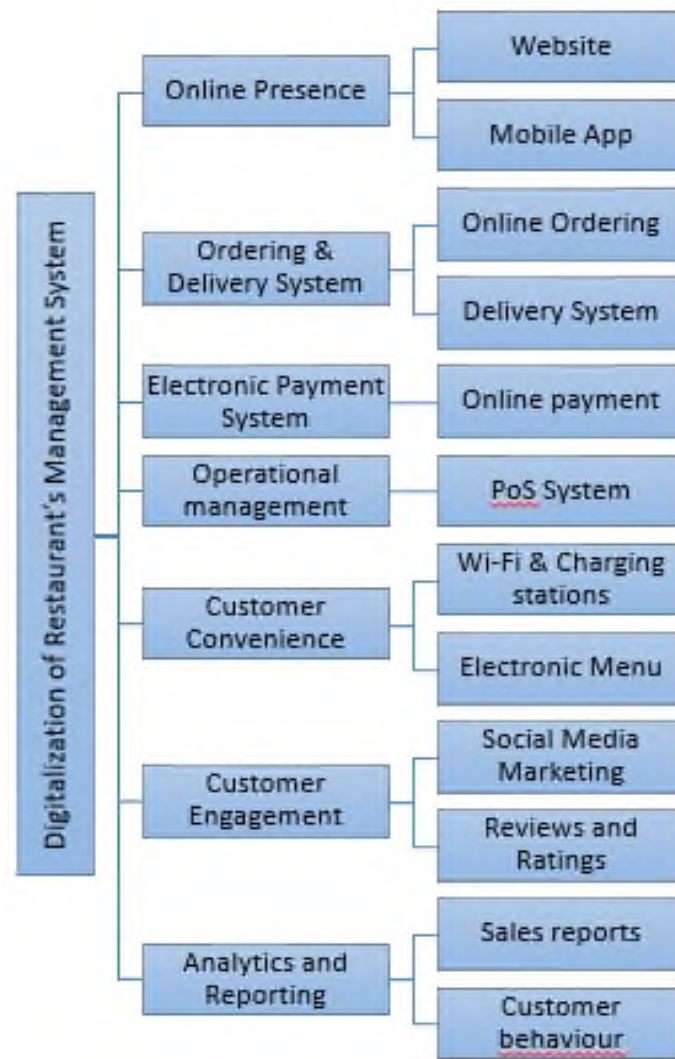 Digitalization of Restaurant's Management System
Online Presence
Website
Mobile App
Ordering &
Delivery System
Online Ordering
Delivery System
Electronic Payment
System
Online payment
Operational
management
PoS System
Customer
Convenience
Wi-Fi & Charging
stations
Electronic Menu
Customer
Engagement
Social Media
Marketing
Reviews and
Ratings
Analytics and
Reporting
Sales reports
Customer
behaviour